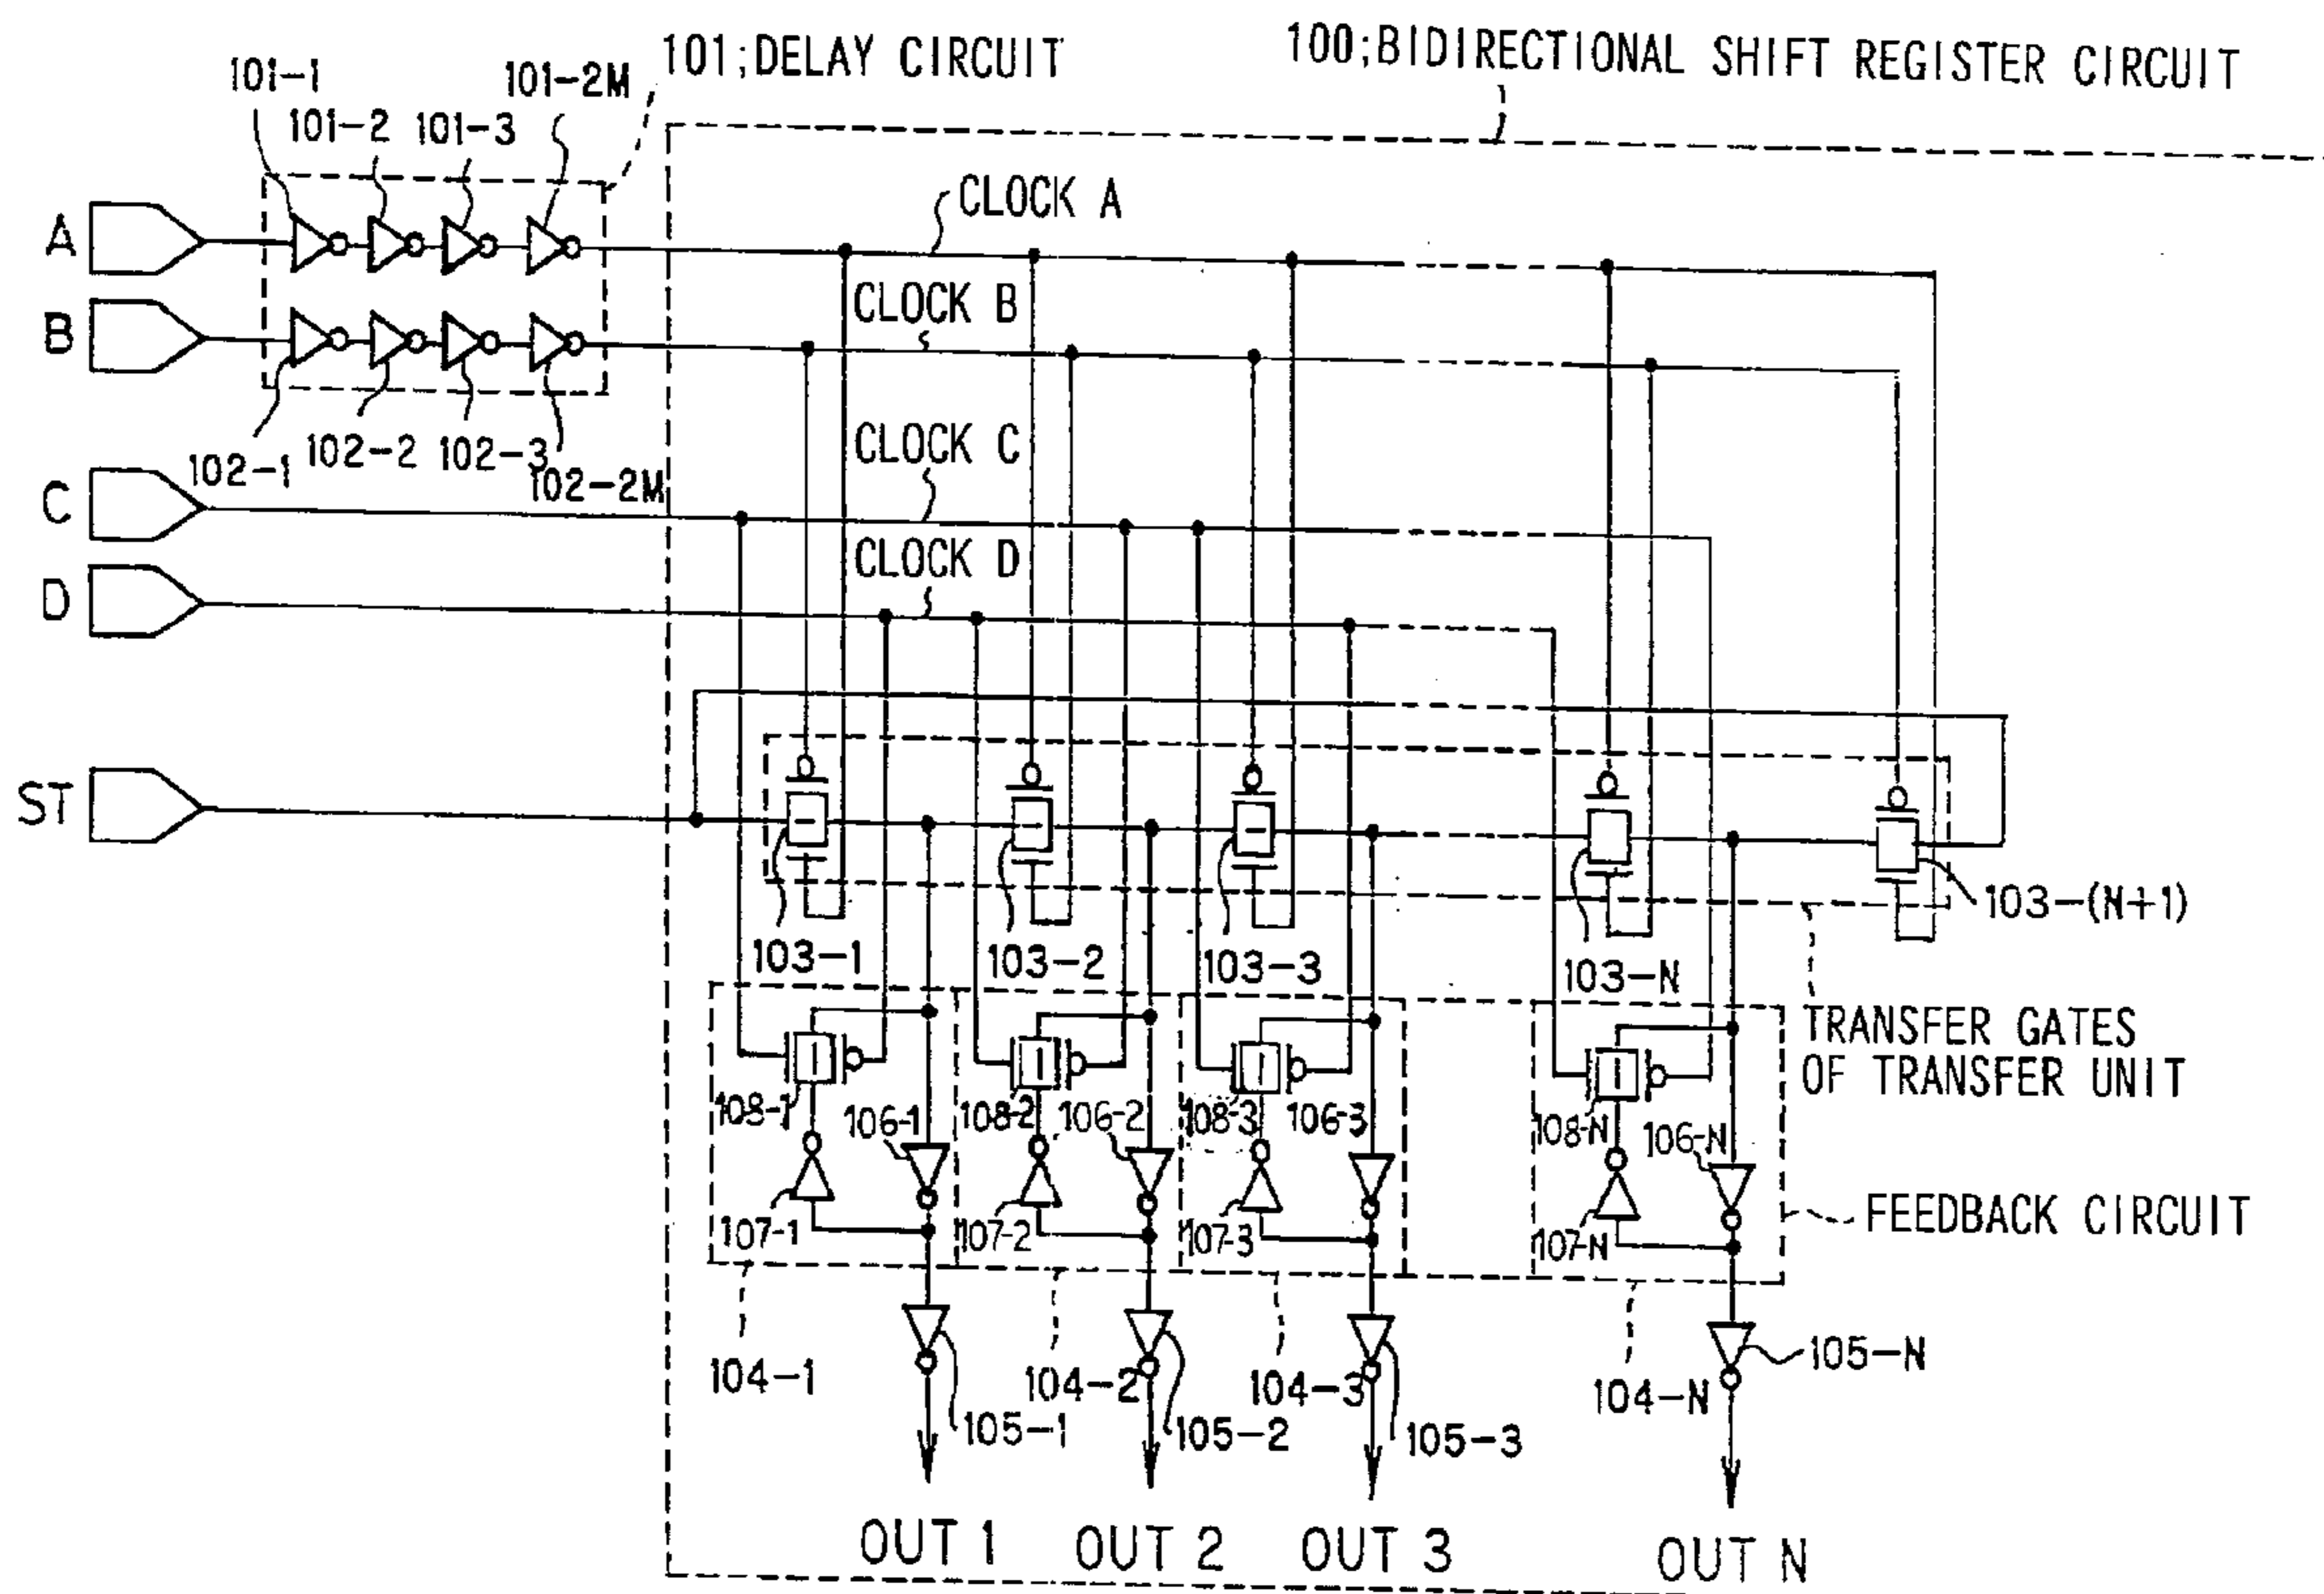 101;DELAY CIRCUIT
100;BIDIRECTIONAL SHIFT REGISTER CIRCUIT
101-1
101-2
101-3
101-2M
A
CLOCK A
B
CLOCK B
102-1
102-2
102-3
102-2M
C
CLOCK C
D
CLOCK D
ST
103-1
103-2
103-3
103-N
103-(N+1)
TRANSFER GATES
OF TRANSFER UNIT
108-1
106-1
108-2
106-2
108-3
106-3
108-N
106-N
107-1
107-2
107-3
107-N
FEEDBACK CIRCUIT
104-1
104-2
104-3
104-N
105-1
105-2
105-3
105-N
OUT 1
OUT 2
OUT 3
OUT N